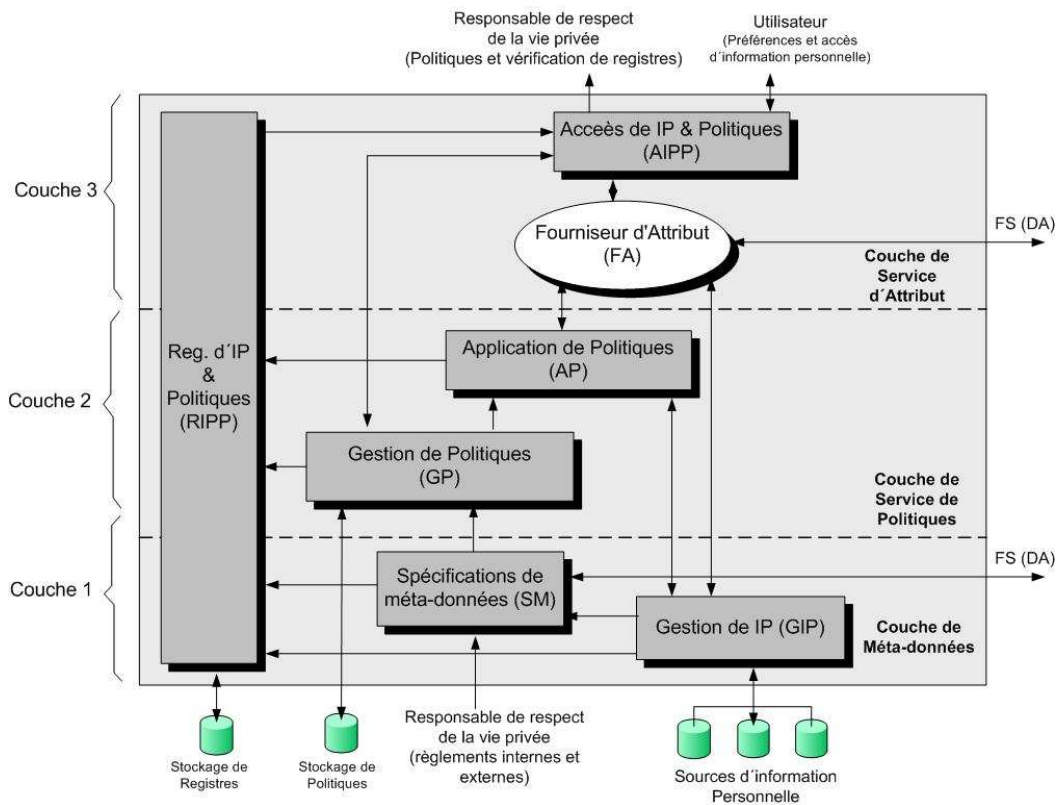 Responsable de respect
de la vie privée
(Politiques et vérification de registres)
Utilisateur
(Préférences et accès
d´information personelle)
Couche 3
Acceès de IP & Politiques
(AIPP)
Fourniseur d'Attribut
(FA)
FS (DA)
Couche de
Service
d´Attribut
Couche 2
Reg. d´IP
&
Politiques
(RIPP)
Application de Politiques
(AP)
Gestion de Politiques
(GP)
Couche de
Service de
Politiques
Couche 1
Spécifications de
méta-données (SM)
FS (DA)
Gestion de IP (GIP)
Couche de
Méta-données
Stockage de
Registres
Stockage de
Politiques
Responsable de respect
de la vie privée
(règlements internes et
externes)
Sources d´information
Personelle